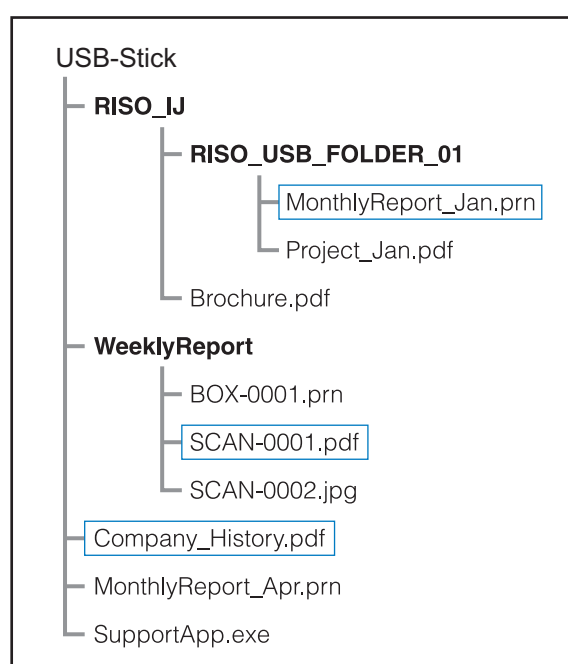 USB-Stick
RISO_IJ
RISO_USB_FOLDER_01
MonthlyReport_Jan.prn
Project_Jan.pdf
Brochure.pdf
WeeklyReport
BOX-0001.prn
SCAN-0001.pdf
SCAN-0002.jpg
Company_History.pdf
MonthlyReport_Apr.prn
SupportApp.exe